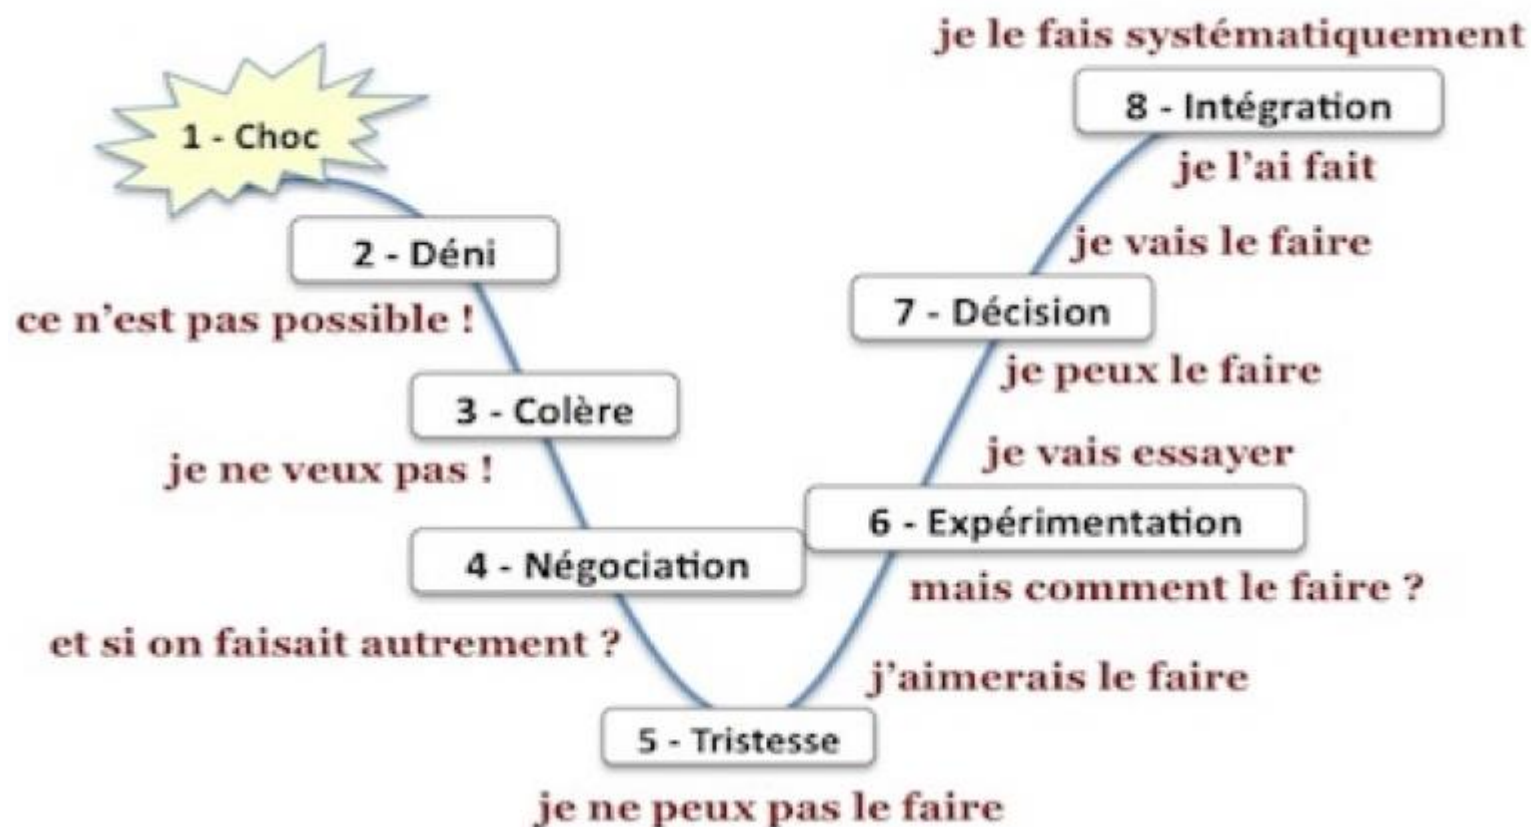 1 - Choc
2 - Déni
ce n'est pas possible !
3 - Colère
je ne veux pas !
4 - Négociation
et si on faisait autrement ?
5 - Tristesse
je ne peux pas le faire
j'aimerais le faire
mais comment le faire ?
6 - Expérimentation
je vais essayer
je peux le faire
7 - Décision
je vais le faire
je l'ai fait
8 - Intégration
je le fais systématiquement